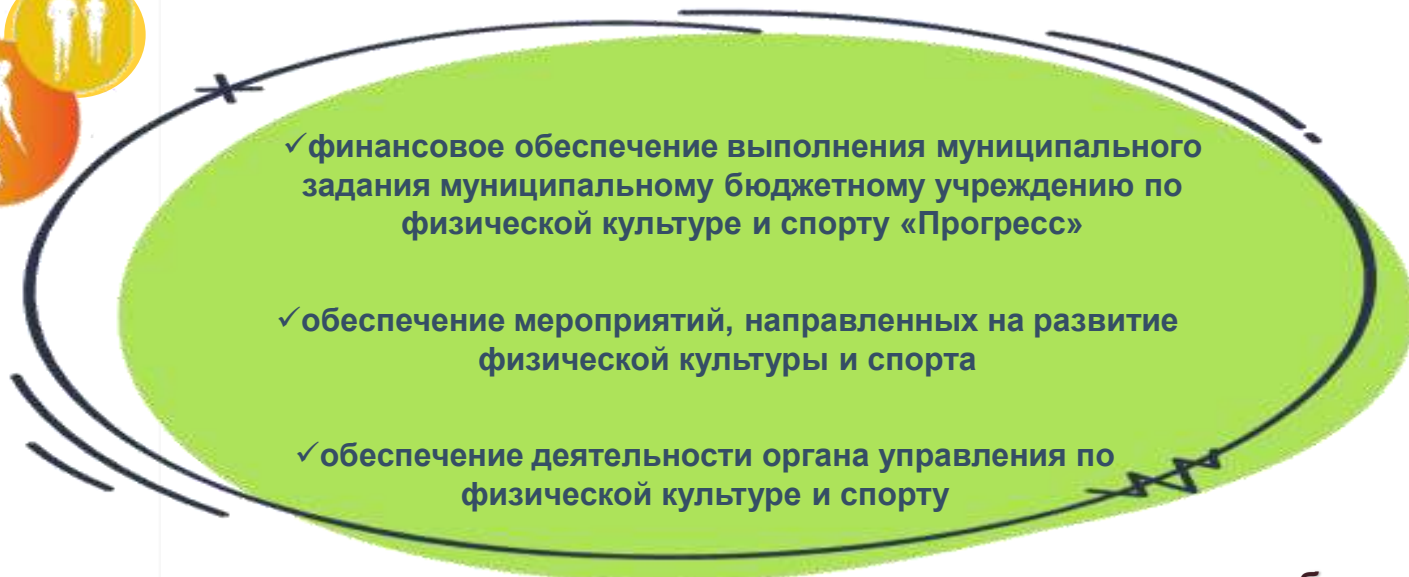 ✓финансовое обеспечение выполнения муниципального
задания муниципальному бюджетному учреждению по
физической культуре и спорту «Прогресс»
✓обеспечение мероприятий, направленных на развитие
физической культуры и спорта
✓обеспечение деятельности органа управления по
физической культуре и спорту